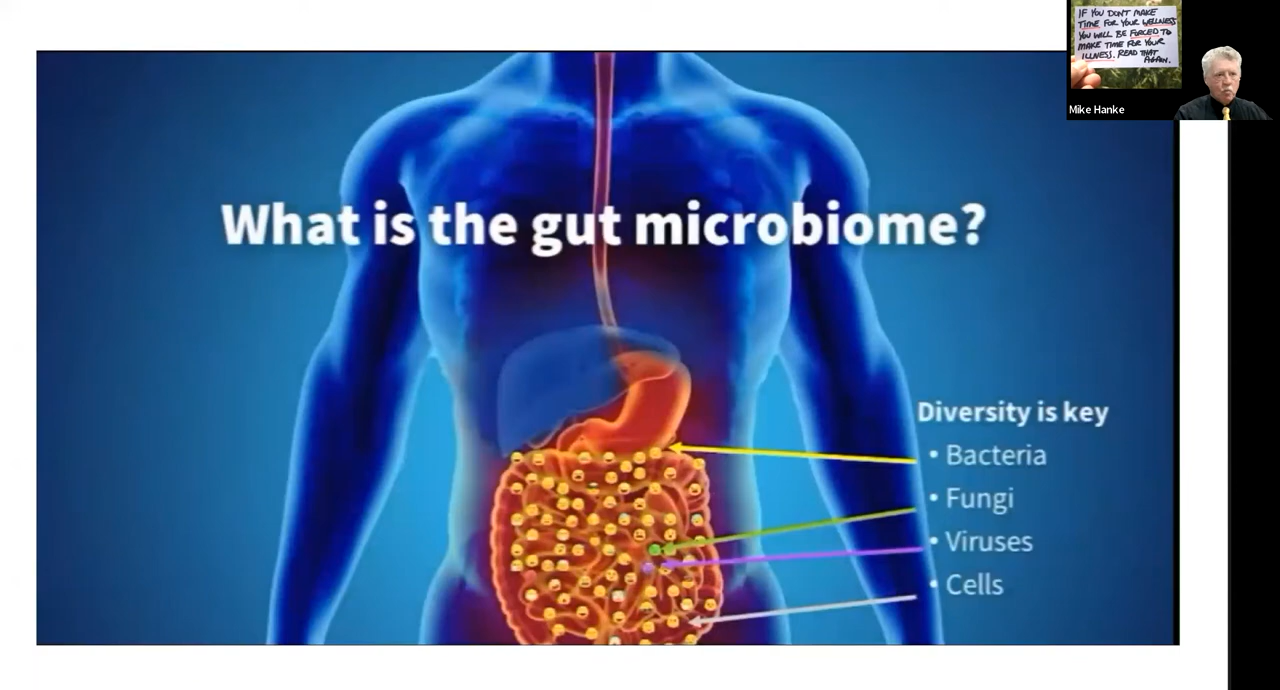 IF YOU DON'T MAKE
TIME FOR YOUR WELLNESS
YOU WILL BE FORCED TO
MAKE TIME FOR YOUR
ILLNESS. READ THAT
AGAIN.
Mike Hanke
What is the gut microbiome?
Diversity is key
• Bacteria
• Fungi
• Viruses
• Cells